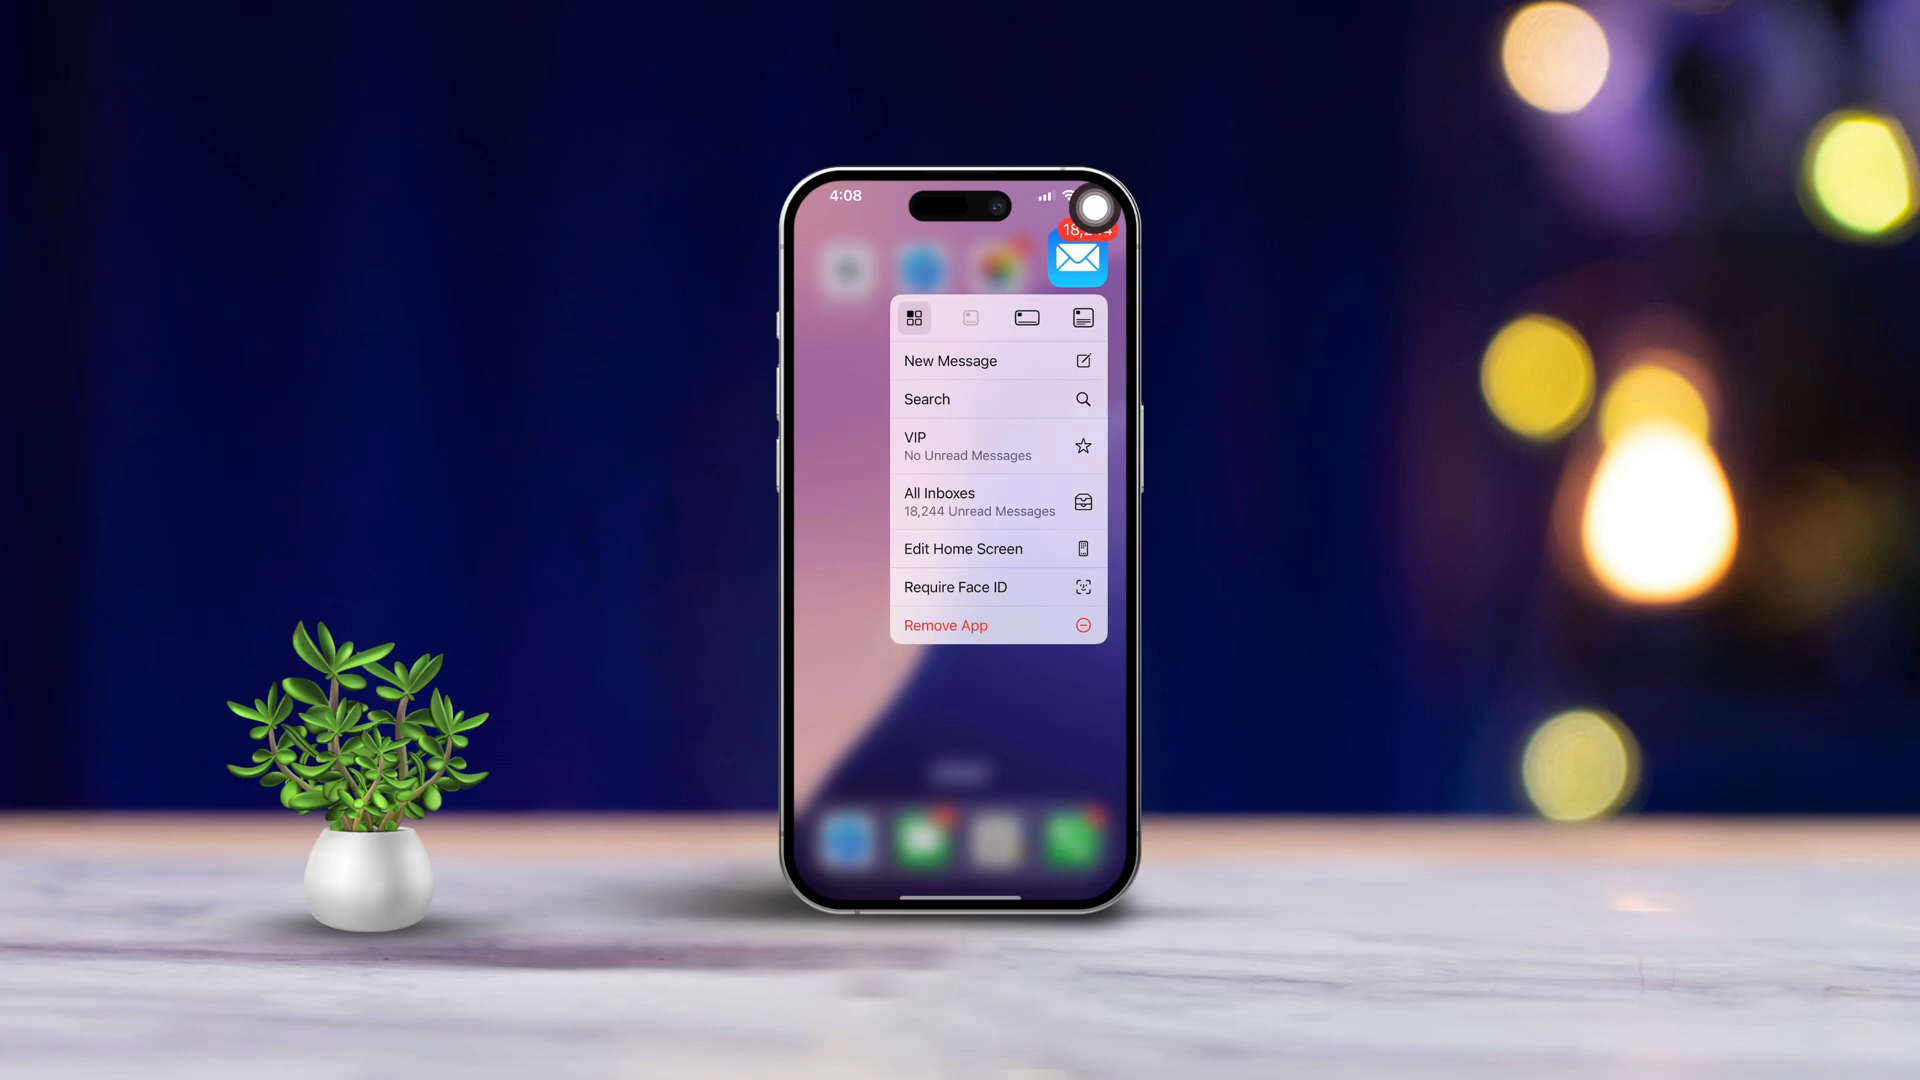 4:08
New Message
Search
VIP
No Unread Messages
All Inboxes
18,244 Unread Messages
Edit Home Screen
Require Face ID
Remove App